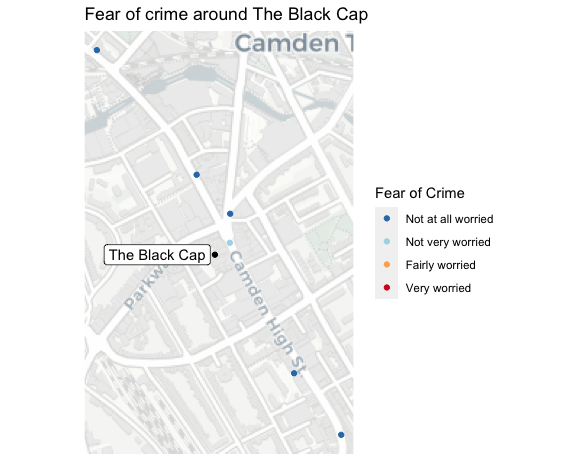 Fear of crime around The Black Cap
Camden T
The Black Cap
Parkwa
Camden High St.
Fear of Crime
Not at all worried
Not very worried
Fairly worried
Very worried